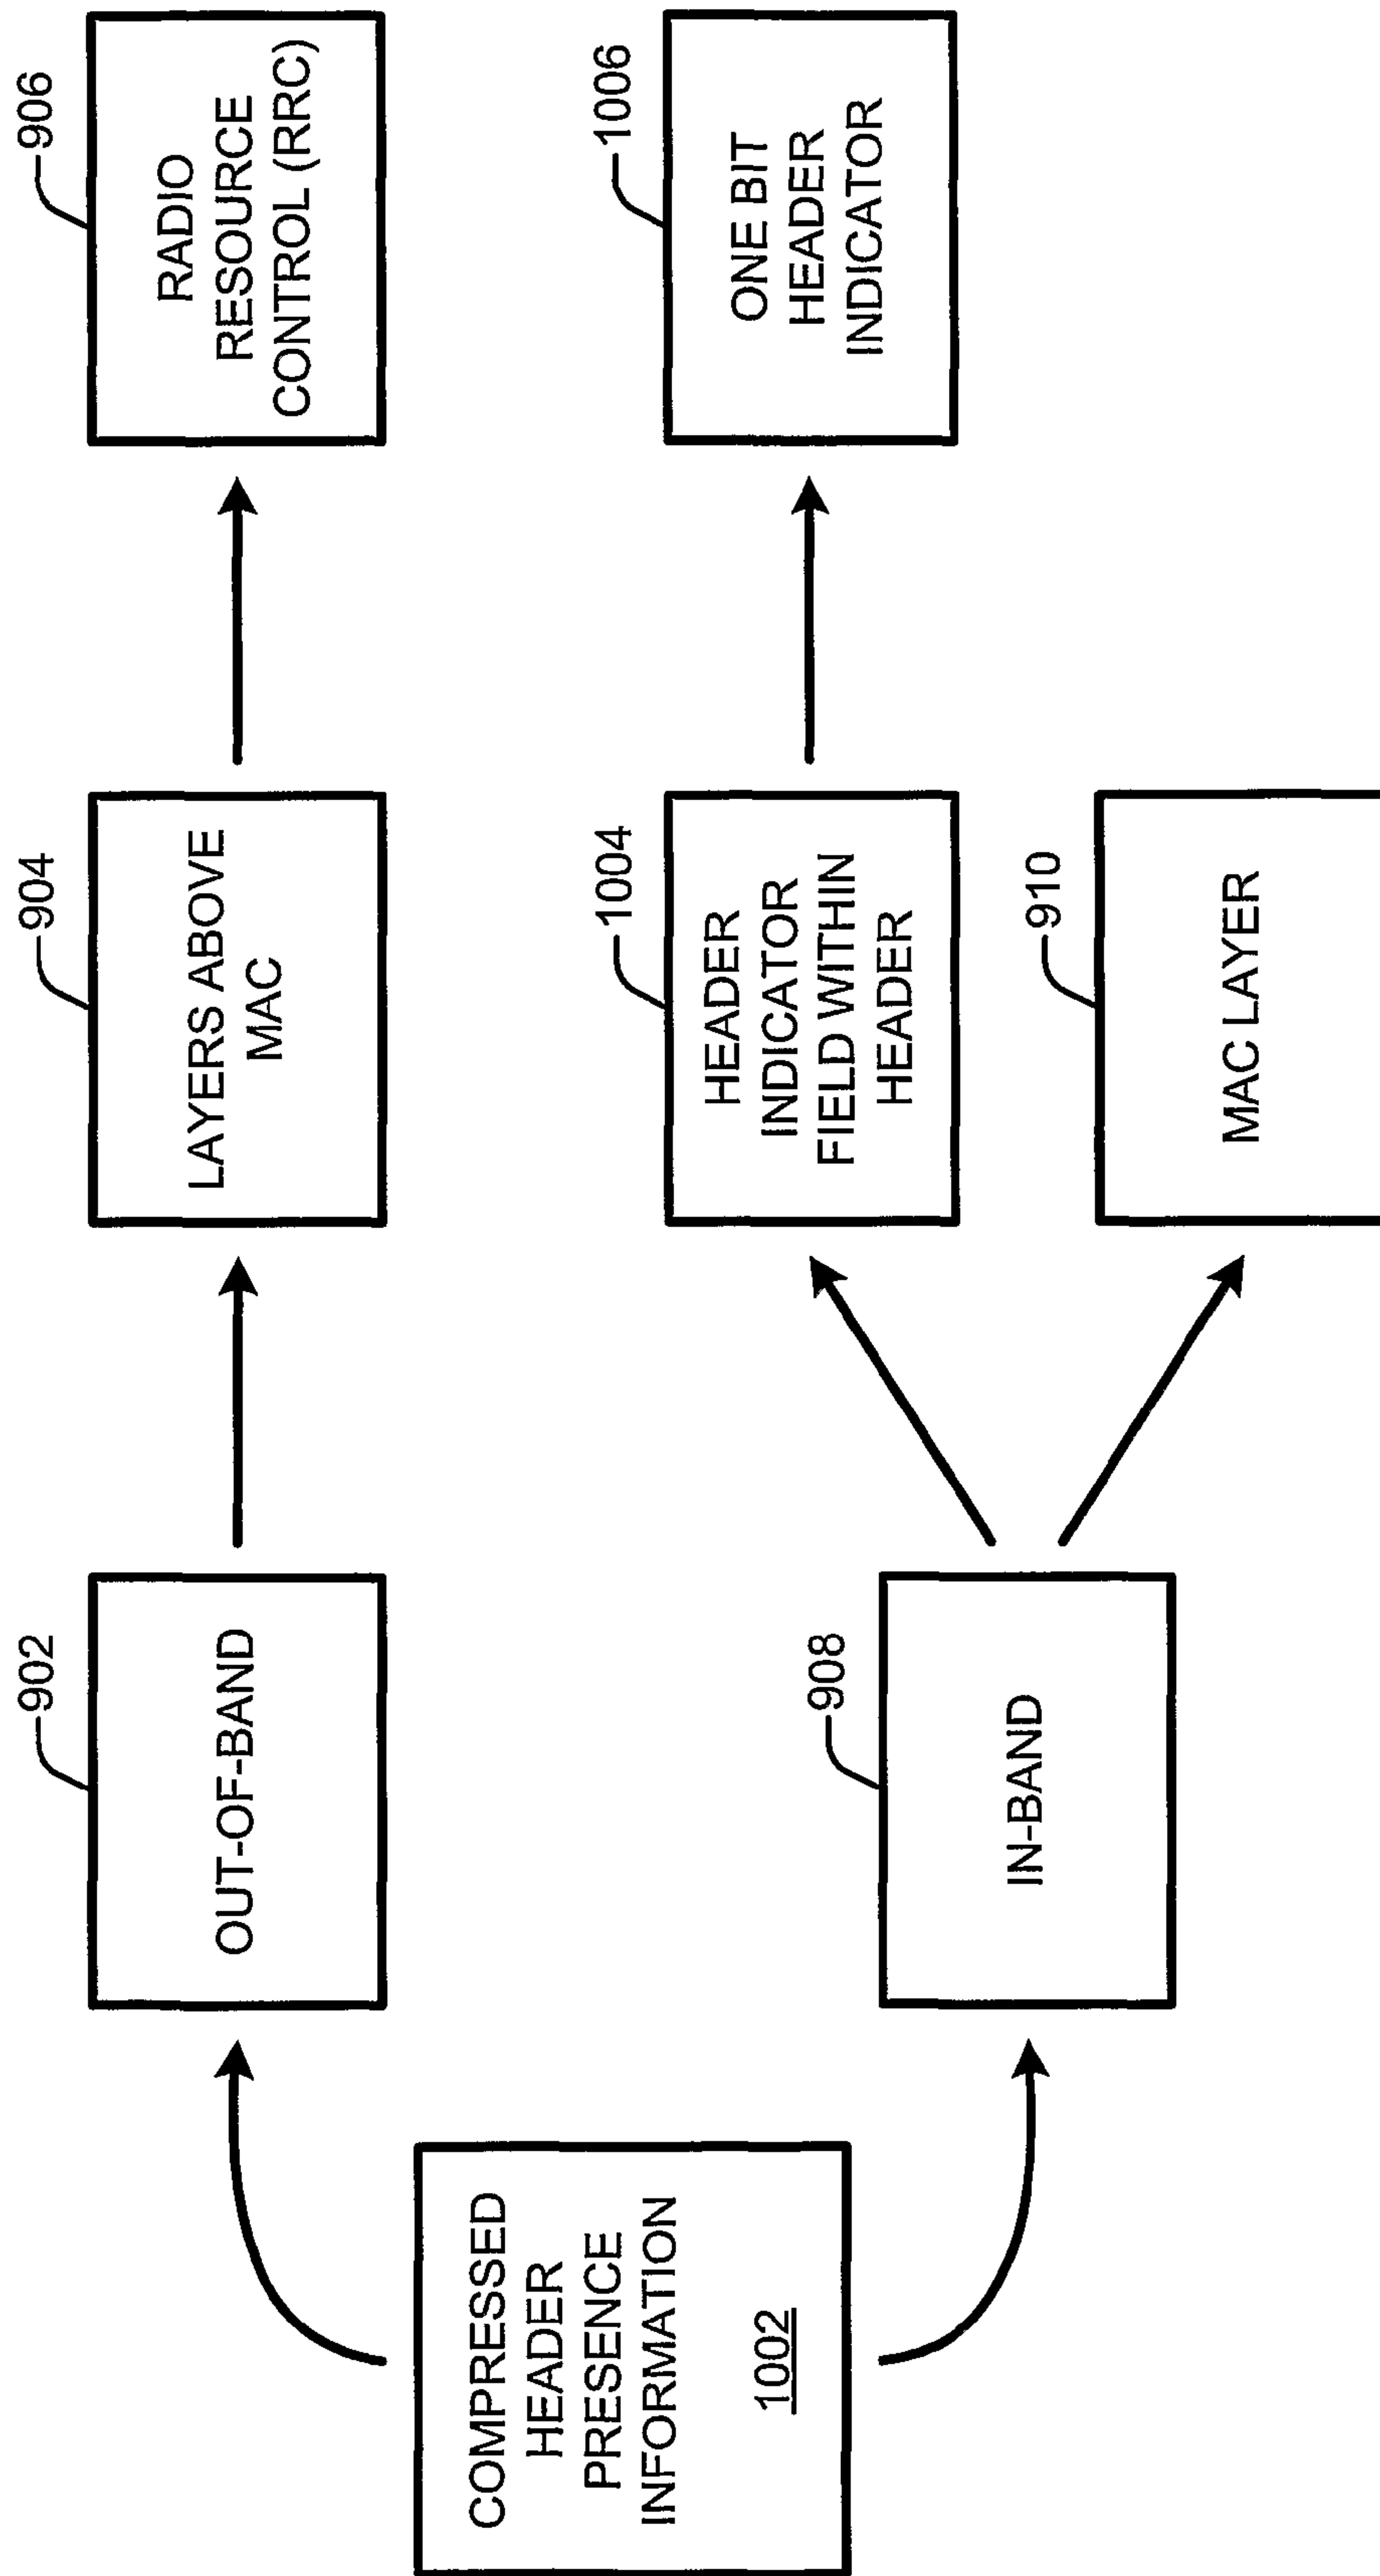 COMPRESSED
HEADER
PRESENCE
INFORMATION
1002
902
OUT-OF-BAND
904
LAYERS ABOVE
MAC
906
RADIO
RESOURCE
CONTROL (RRC)
908
IN-BAND
1004
HEADER
INDICATOR
FIELD WITHIN
HEADER
1006
ONE BIT
HEADER
INDICATOR
910
MAC LAYER